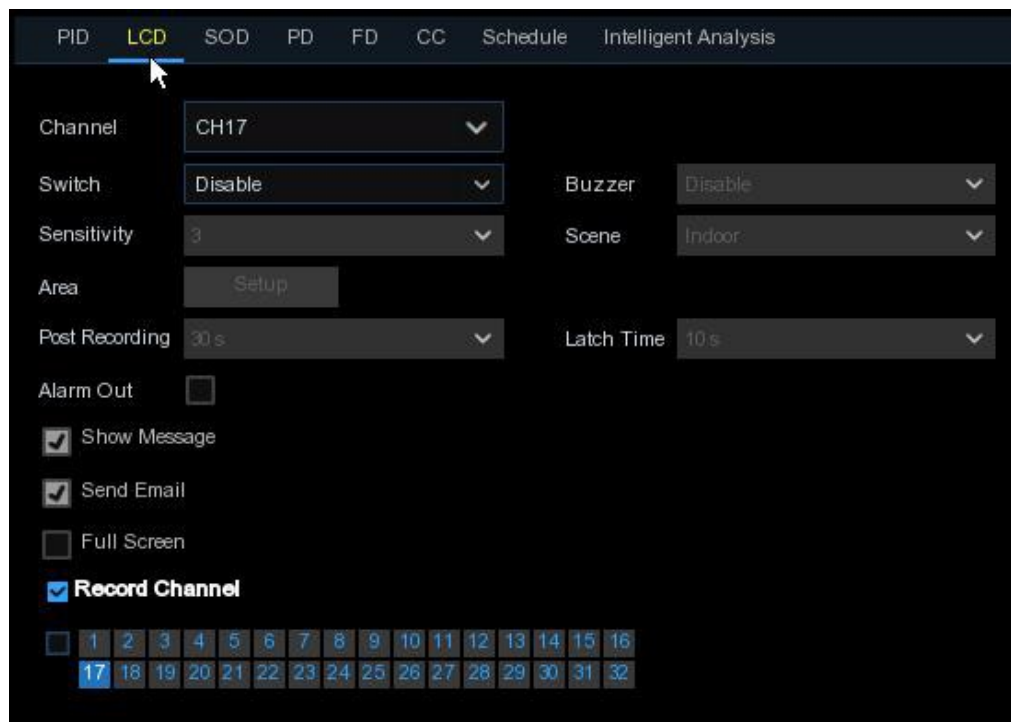 PID LCD SOD PD FD CC Schedule Intelligent Analysis
Channel CH17
Switch Disable Buzzer Disable
Sensitivity 3 Scene Indoor
Area Setup
Post Recording 30 s Latch Time 10 s
Alarm Out
Show Message
Send Email
Full Screen
Record Channel
1 2 3 4 5 6 7 8 9 10 11 12 13 14 15 16
17 18 19 20 21 22 23 24 25 26 27 28 29 30 31 32